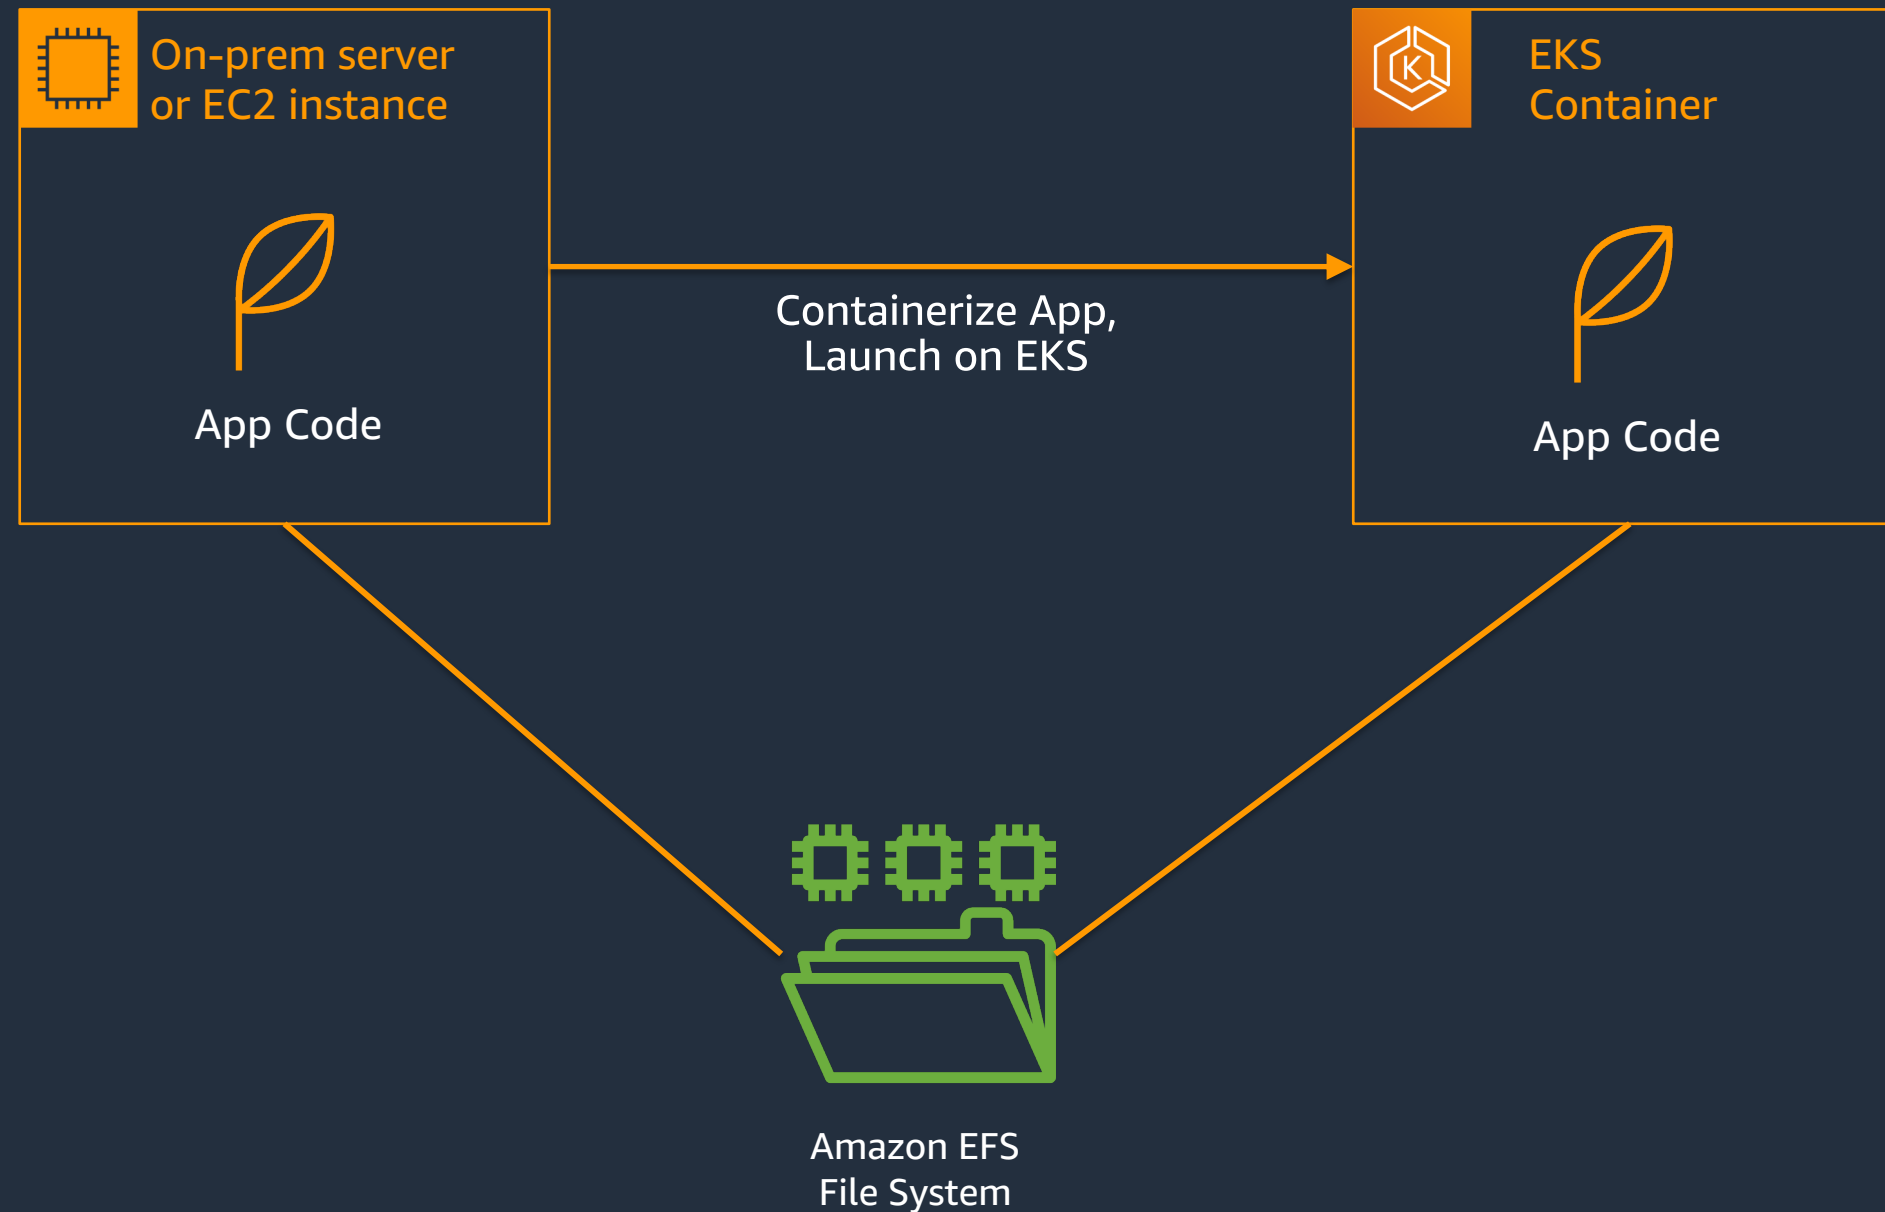 On-prem server
or EC2 instance
App Code
Containerize App,
Launch on EKS
K
EKS
Container
App Code
Amazon EFS
File System